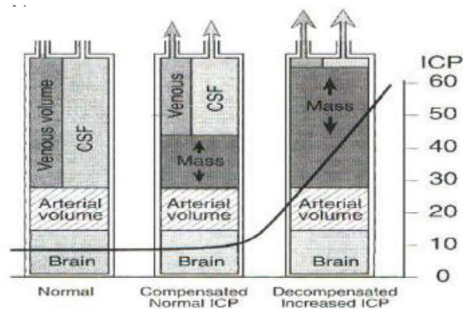 Venous volume
CSF
Arterial
volume
Brain
Normal
Venous
CSF
Mass
Arterial
volume
Brain
Compensated
Normal ICP
Mass
Arterial
volume
Brain
Decompensated
Increased ICP
ICP
60
50
40
30
20
10
0